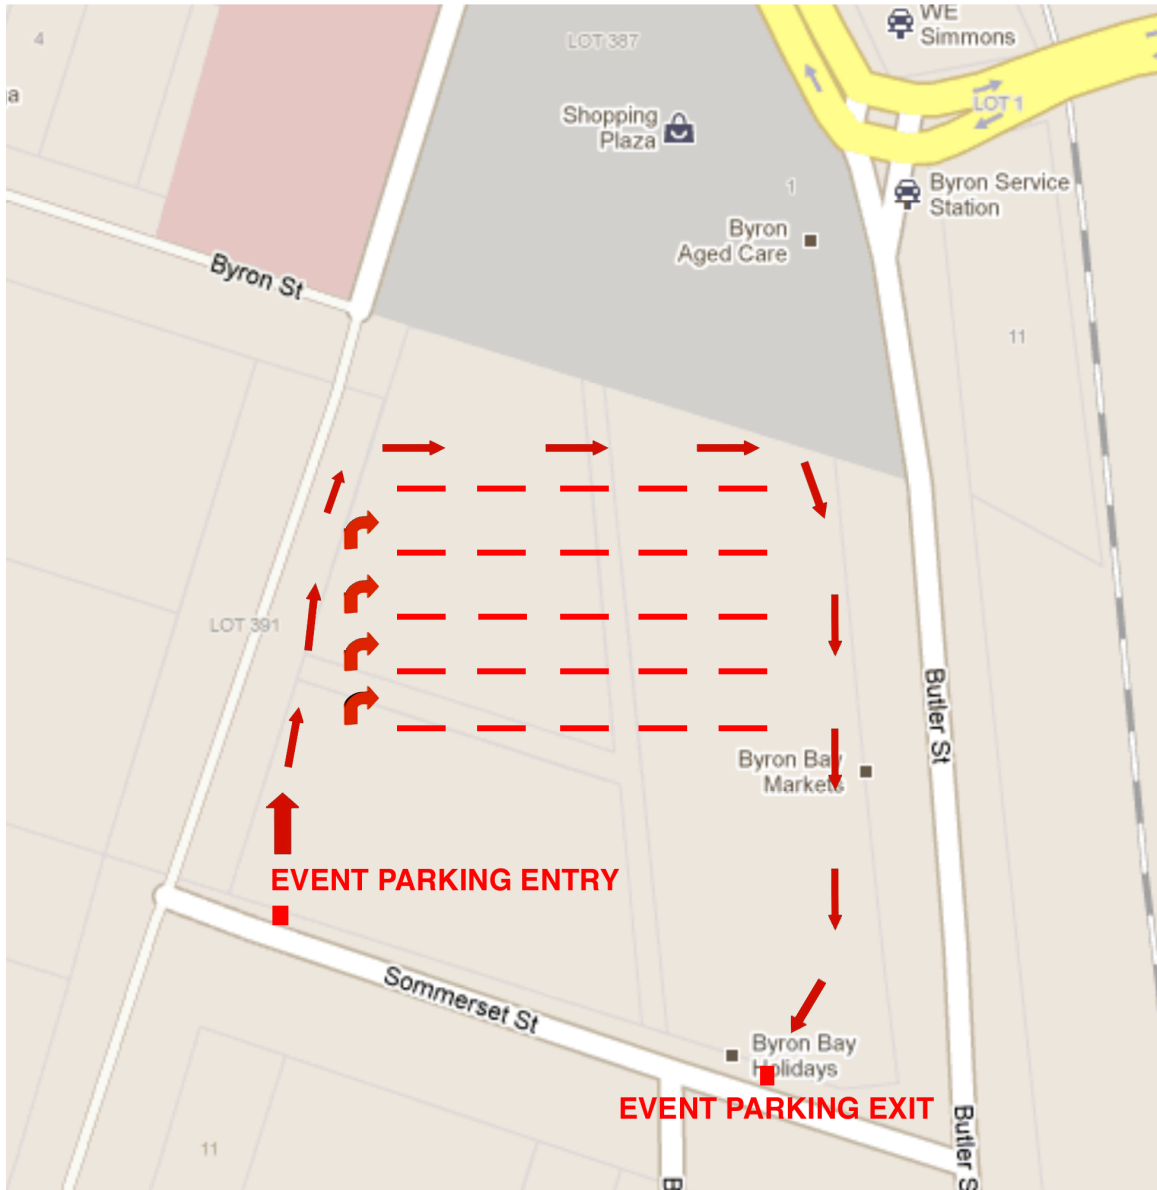 WE
Simmons
4
LOT 387
a
LOT 1
Shopping
Plaza
1
Byron Service
Station
Byron
Aged Care
Byron St
11
LOT 391
Butler St
Byron Bay
Markets
EVENT PARKING ENTRY
Sommerset St
Byron Bay
Holidays
EVENT PARKING EXIT
11
Butler S
B